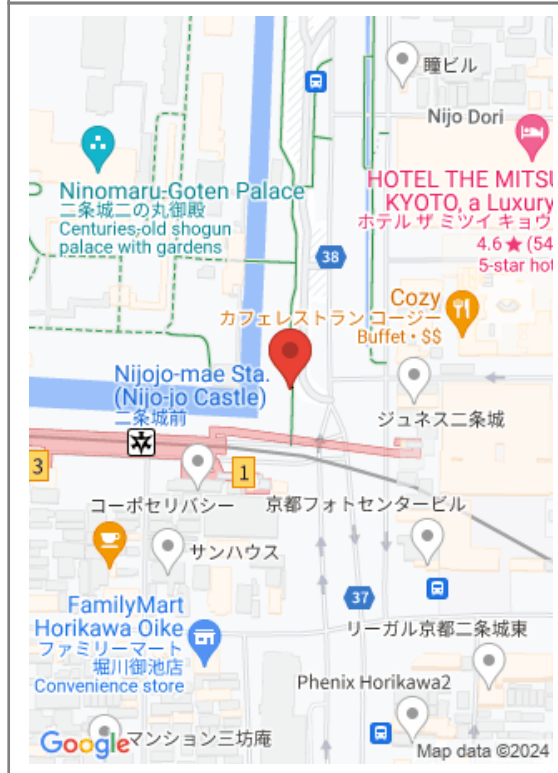 瞳ビル
Nijo Dori
HOTEL THE MITSU
KYOTO, a Luxury
ホテル ザ ミツイ キョウ
4.6★ (54
5-star hot
Ninomaru-Goten Palace
二条城二の丸御殿
Centuries-old shogun
palace with gardens
38
Cozy
カフェレストラン コージー
Buffet • $$
Nijojo-mae Sta.
(Nijo-jo Castle)
二条城前
ジュネス二条城
3
1
コーポセリバシー
京都フォトセンタービル
サンハウス
37
FamilyMart
Horikawa Oike
ファミリーマート
堀川御池店
Convenience store
リーガル京都二条城東
Phenix Horikawa2
マンション三坊庵
Google
Map data ©2024